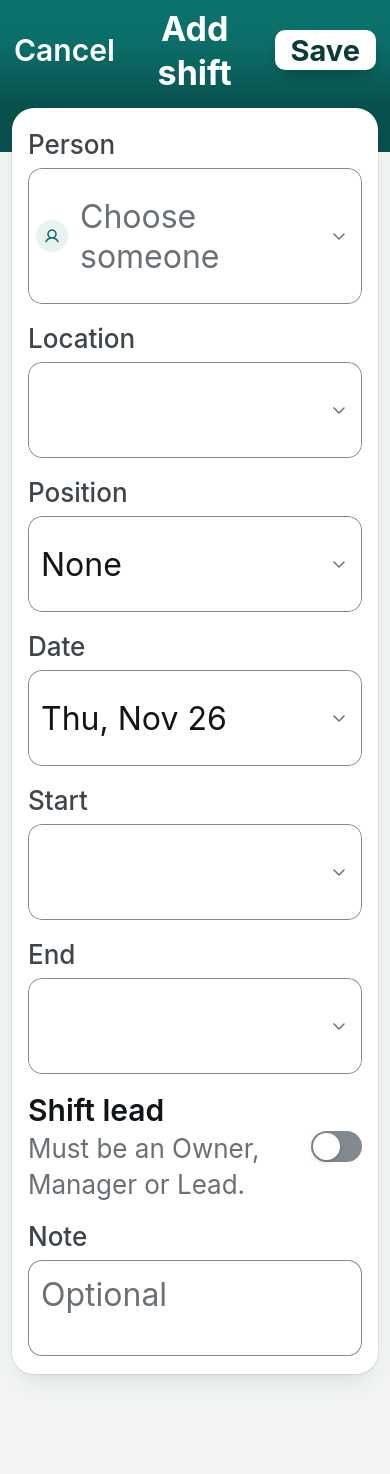 Cancel
Add
shift
Save
Person
Choose
someone
Location
Position
None
Date
Thu, Nov 26
Start
End
Shift lead
Must be an Owner,
Manager or Lead.
Note
Optional